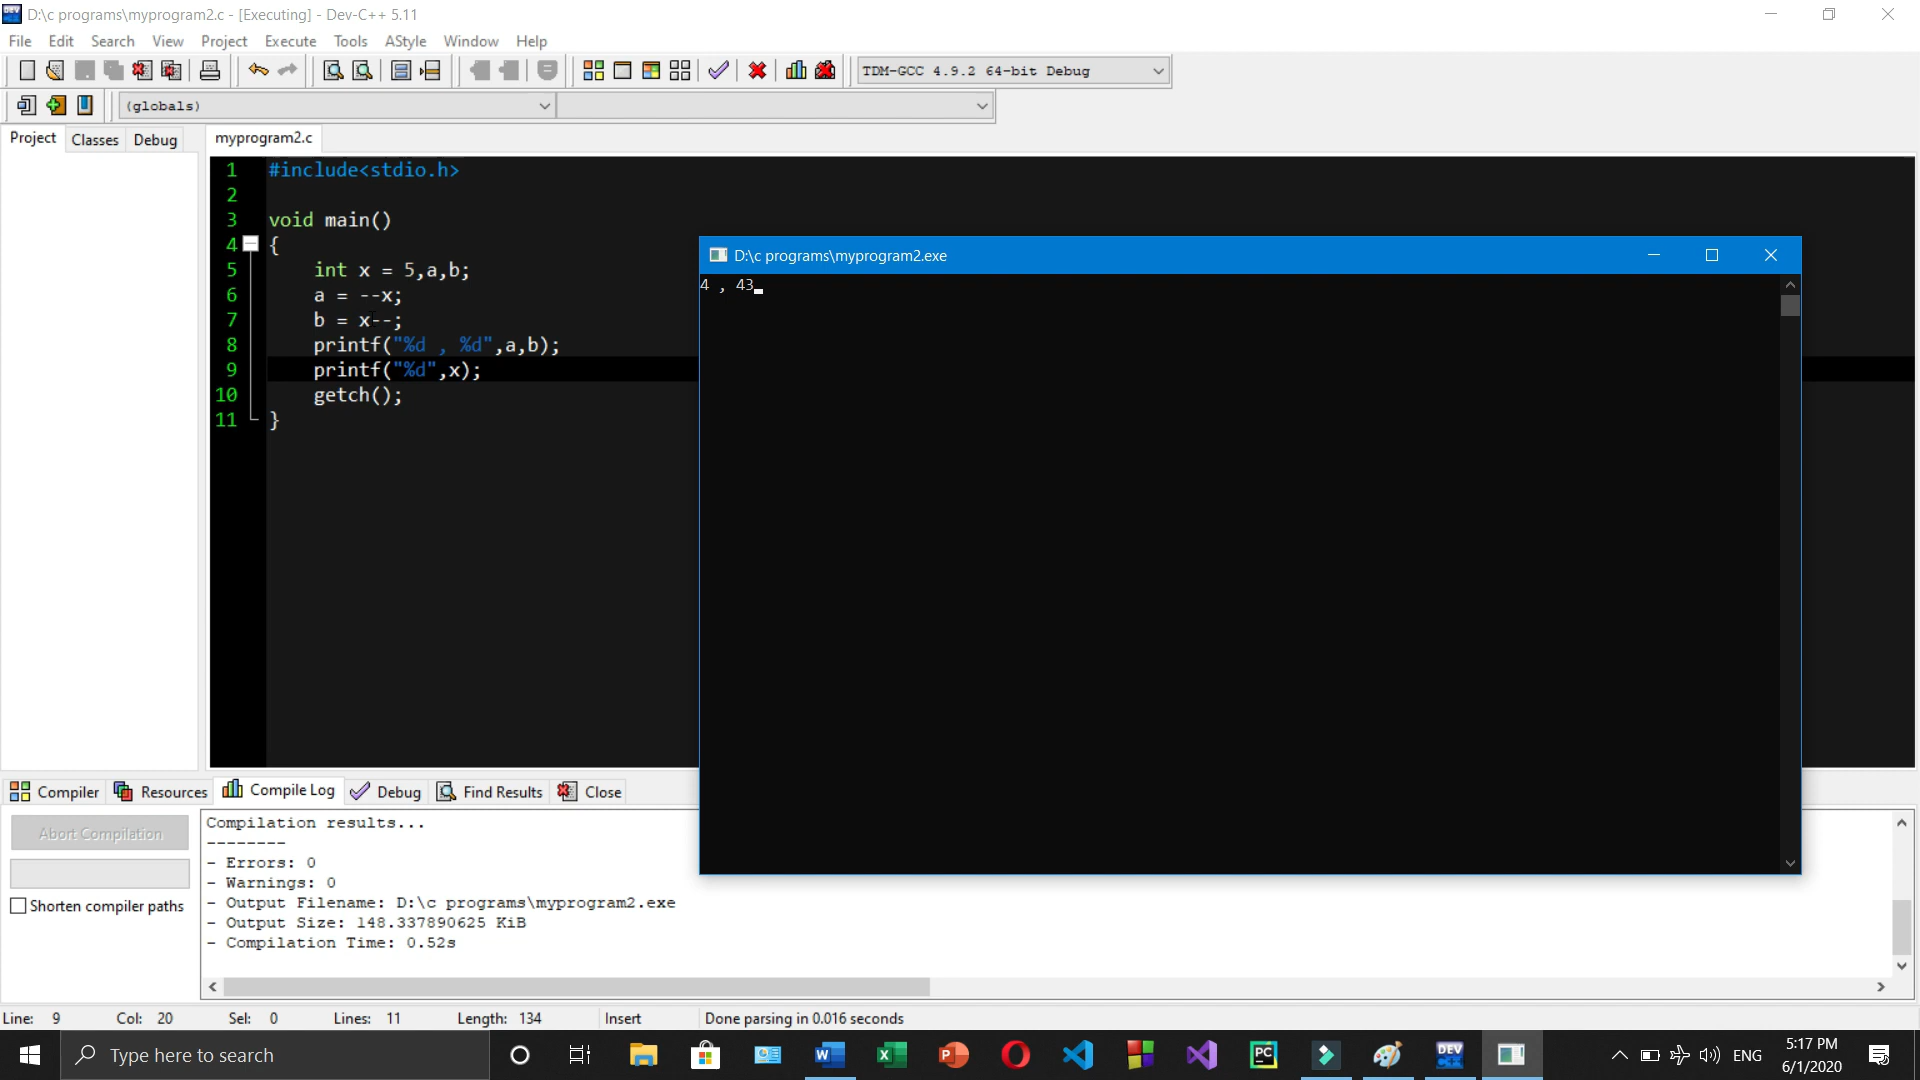 D:\c programs\myprogram2.c - [Executing] - Dev-C++ 5.11
File Edit Search View Project Execute Tools AStyle Window Help
TDM-GCC 4.9.2 64-bit Debug
(globals)
Project Classes Debug
myprogram2.c
1 #include<stdio.h>
2
3 void main()
4 {
5 int x = 5,a,b;
6 a = --x;
7 b = x--;
8 printf("%d , %d",a,b);
9 printf("%d",x);
10 getch();
11 }
D:\c programs\myprogram2.exe
4 , 43
Compiler Resources Compile Log Debug Find Results Close
Abort Compilation
Shorten compiler paths
Compilation results...
--------
- Errors: 0
- Warnings: 0
- Output Filename: D:\c programs\myprogram2.exe
- Output Size: 148.337890625 KiB
- Compilation Time: 0.52s
Line: 9 Col: 20 Sel: 0 Lines: 11 Length: 134 Insert Done parsing in 0.016 seconds
Type here to search
ENG
5:17 PM
6/1/2020